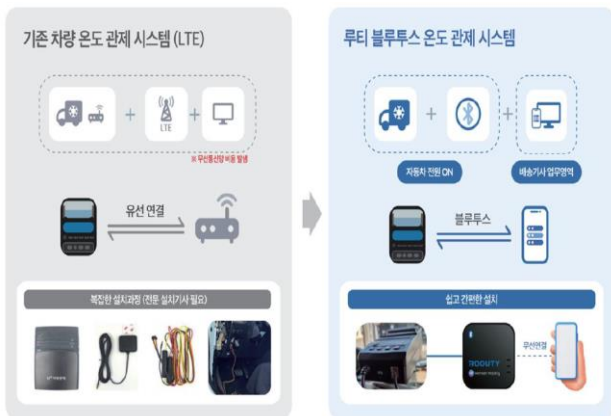 기존 차량 온도 관제 시스템 (LTE)
LTE
※ 무선통신망 비용 발생
유선 연결
복잡한 설치과정 (전문 설치기사 필요)
루티 블루투스 온도 관제 시스템
자동차 전원 ON
배송기사 업무영역
블루투스
쉽고 간편한 설치
RODUTY
무선연결